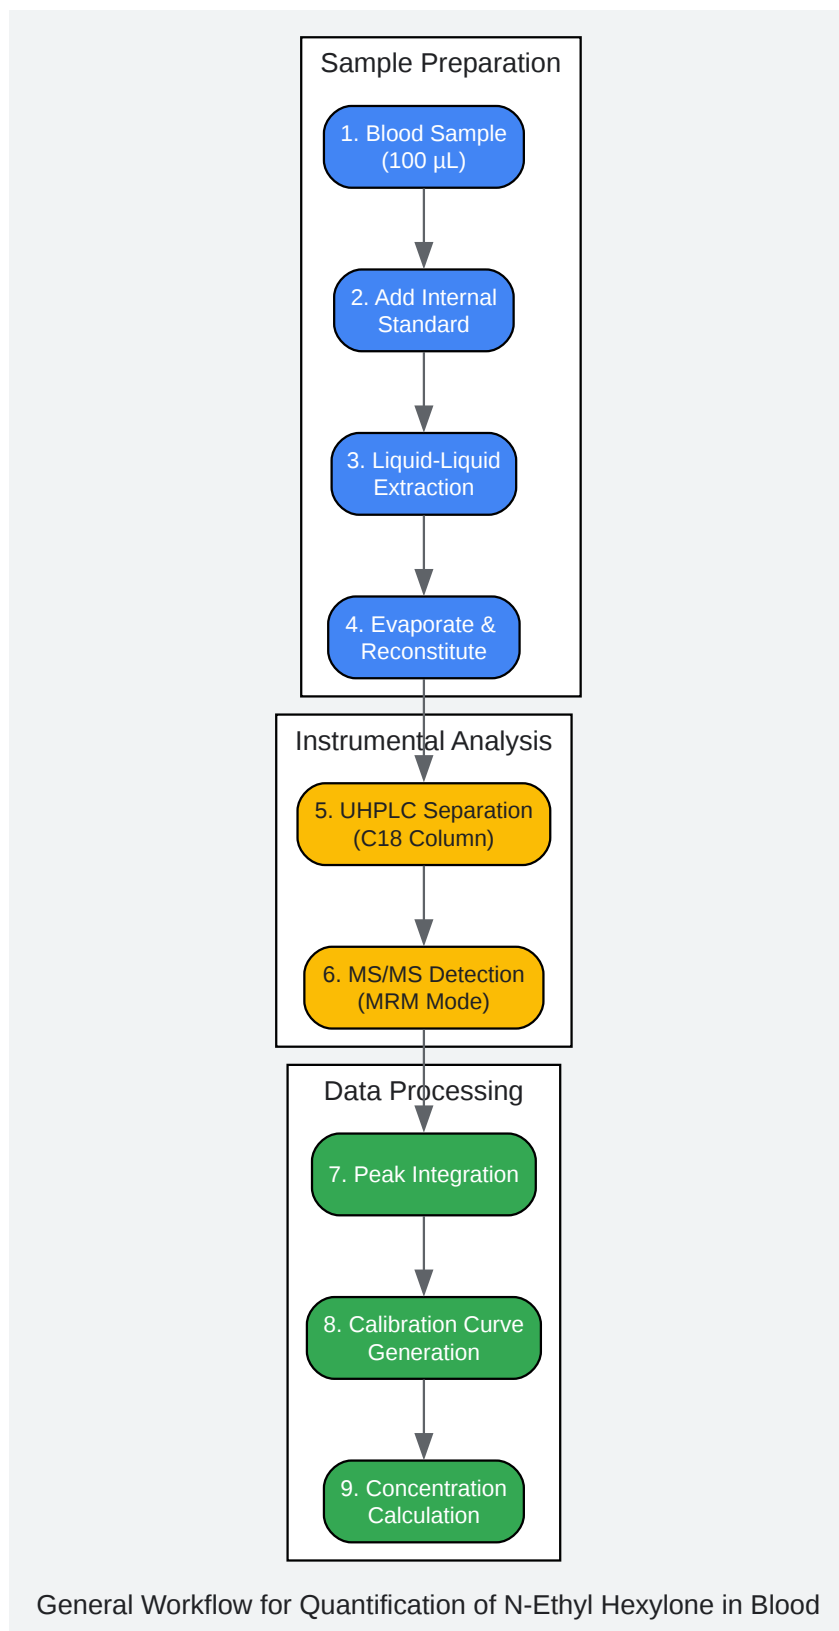 Sample Preparation
1. Blood Sample
(100 µL)
2. Add Internal
Standard
3. Liquid-Liquid
Extraction
4. Evaporate &
Reconstitute
Instrumental Analysis
5. UHPLC Separation
(C18 Column)
6. MS/MS Detection
(MRM Mode)
Data Processing
7. Peak Integration
8. Calibration Curve
Generation
9. Concentration
Calculation
General Workflow for Quantification of N-Ethyl Hexylone in Blood